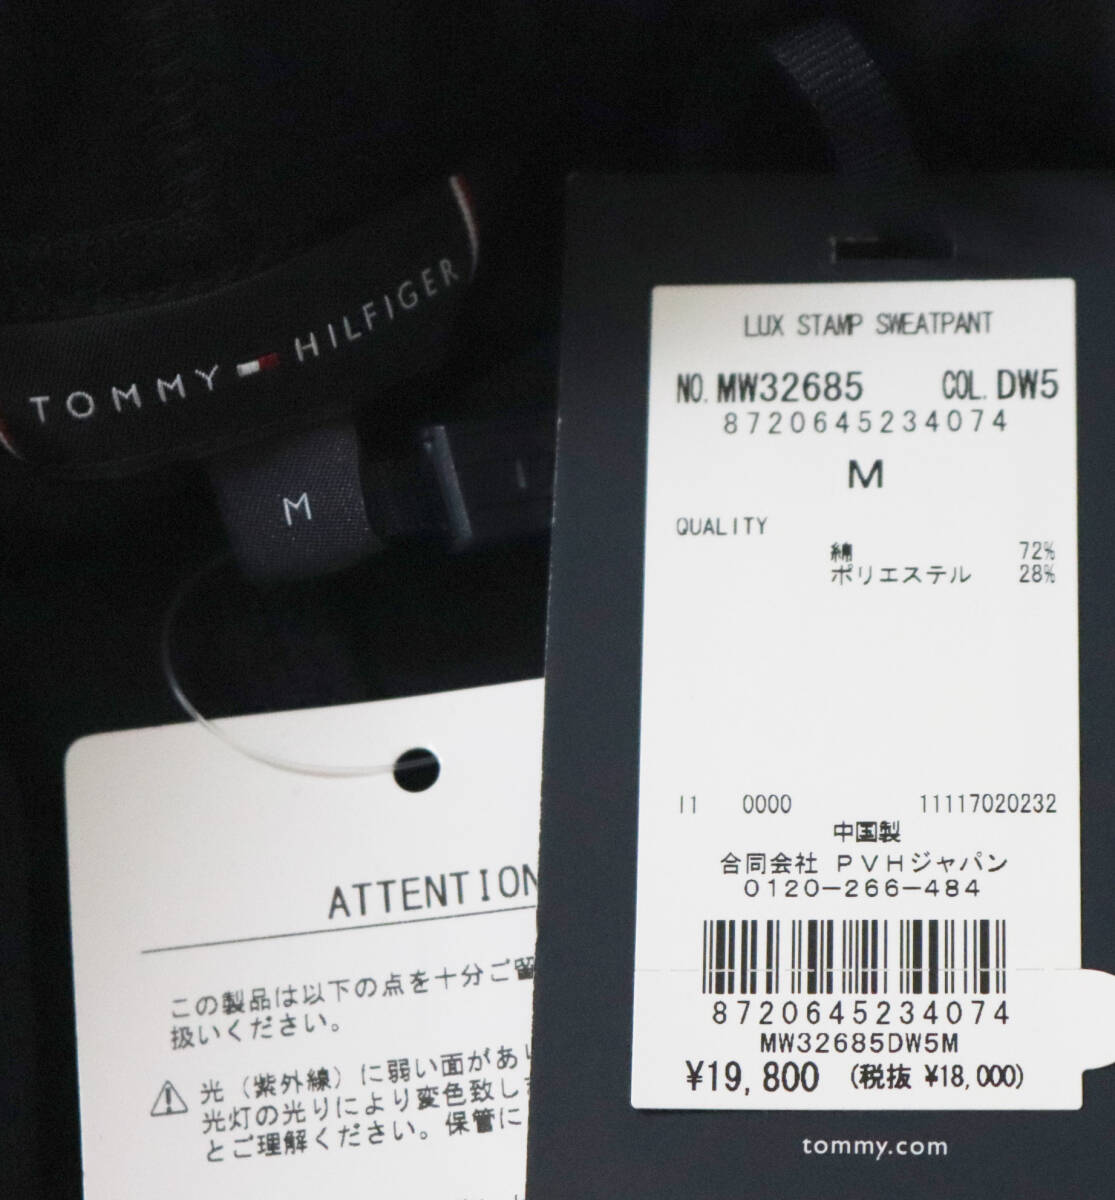 TOMMY HILFIGER
M
ATTENTION
この製品は以下の点を十分ご留
扱いください。
光（紫外線）に弱い面があ
光灯の光りにより変色致し
とご理解ください。保管に
LUX STAMP SWEATPANT
NO. MW32685 COL. DW5
8720645234074
M
QUALITY
綿 72%
ポリエステル 28%
I1 0000 11117020232
中国製
合同会社 PVHジャパン
0120-266-484
8720645234074
MW32685DW5M
¥19,800 (税抜 ¥18,000)
tommy.com